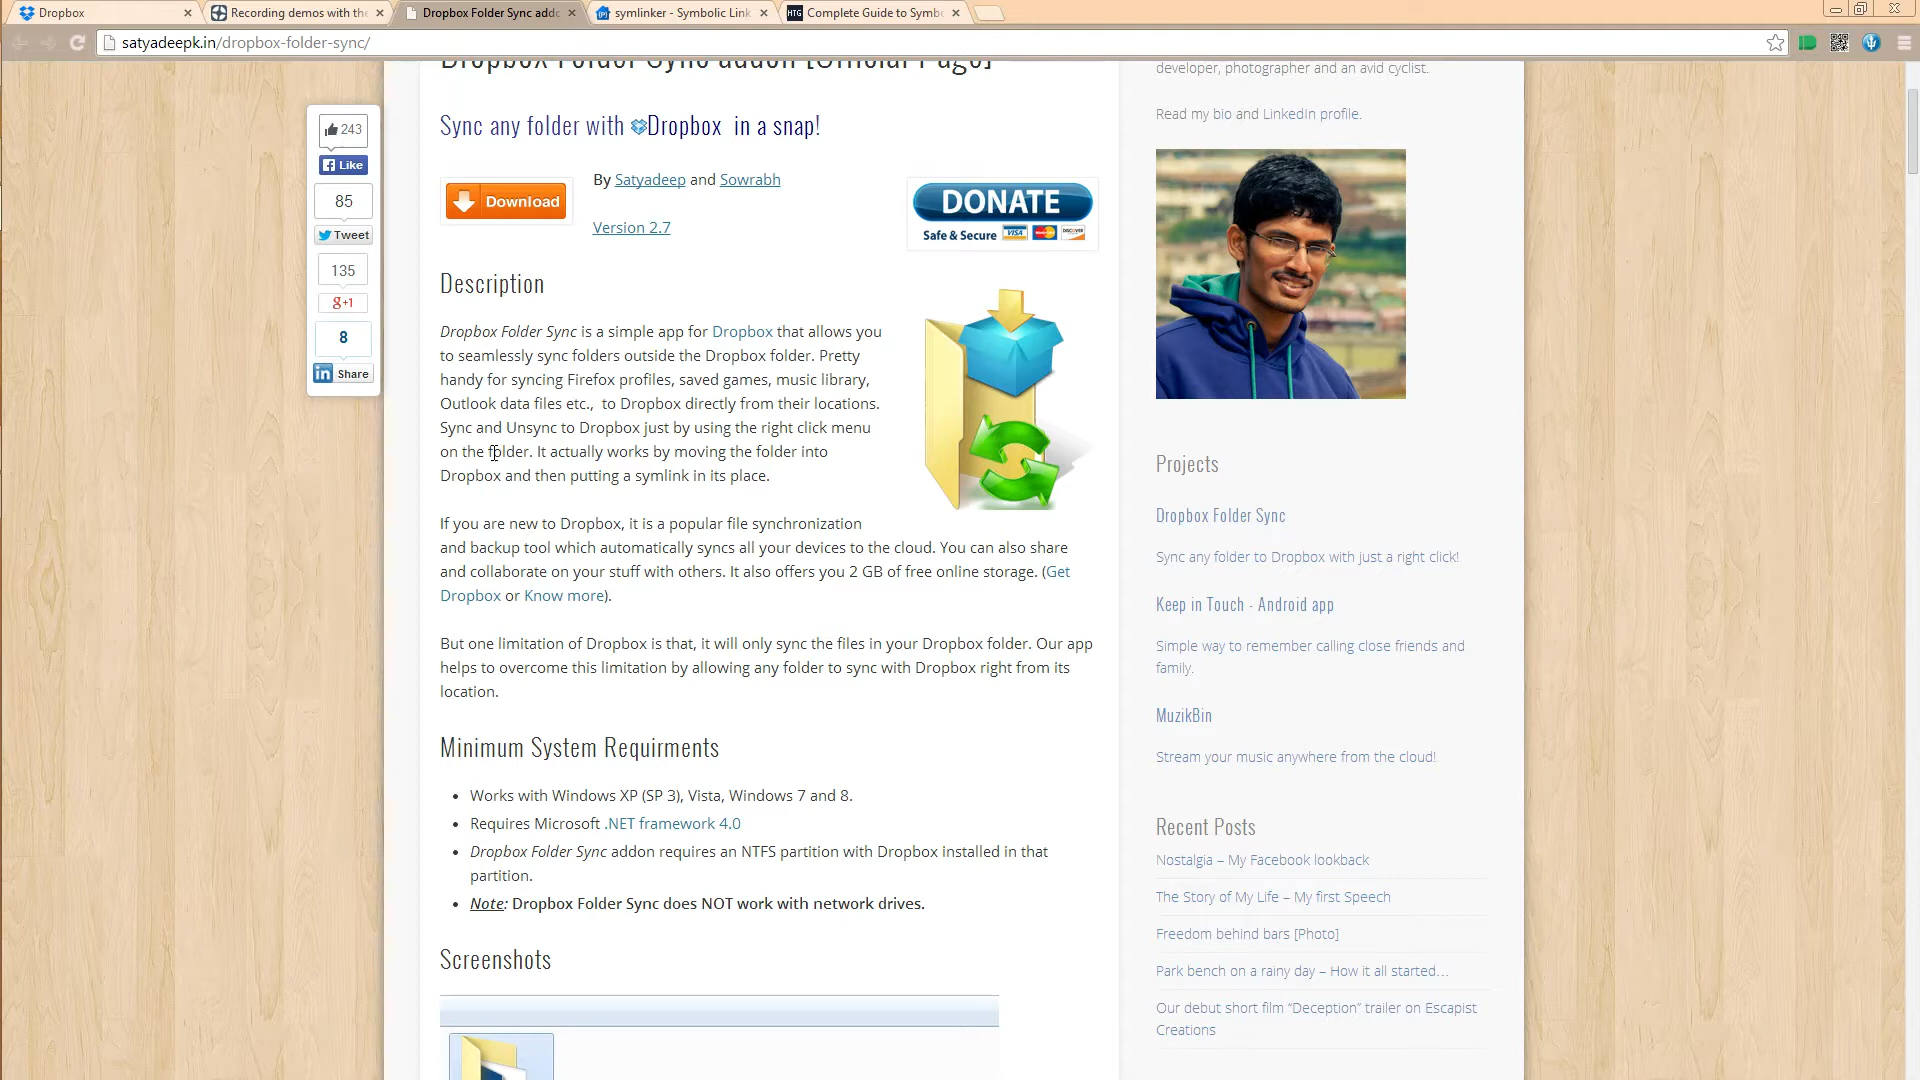 Dropbox
Recording demos with the
Dropbox Folder Sync addo
symlinker - Symbolic Link
HTG
Complete Guide to Symbo
satyadeepk.in/dropbox-folder-sync/
Dropbox Folder Sync addon [Official Page]
Sync any folder with Dropbox in a snap!
Download
By Satyadeep and Sowrabh
Version 2.7
DONATE
Safe & Secure VISA MasterCard DISCOVER
243
Like
85
Tweet
135
g+1
8
in Share
Description
Dropbox Folder Sync is a simple app for Dropbox that allows you
to seamlessly sync folders outside the Dropbox folder. Pretty
handy for syncing Firefox profiles, saved games, music library,
Outlook data files etc., to Dropbox directly from their locations.
Sync and Unsync to Dropbox just by using the right click menu
on the folder. It actually works by moving the folder into
Dropbox and then putting a symlink in its place.
If you are new to Dropbox, it is a popular file synchronization
and backup tool which automatically syncs all your devices to the cloud. You can also share
and collaborate on your stuff with others. It also offers you 2 GB of free online storage. (Get
Dropbox or Know more).
But one limitation of Dropbox is that, it will only sync the files in your Dropbox folder. Our app
helps to overcome this limitation by allowing any folder to sync with Dropbox right from its
location.
Minimum System Requirments
• Works with Windows XP (SP 3), Vista, Windows 7 and 8.
• Requires Microsoft .NET framework 4.0
• Dropbox Folder Sync addon requires an NTFS partition with Dropbox installed in that
partition.
• Note: Dropbox Folder Sync does NOT work with network drives.
Screenshots
developer, photographer and an avid cyclist.
Read my bio and LinkedIn profile.
Projects
Dropbox Folder Sync
Sync any folder to Dropbox with just a right click!
Keep in Touch - Android app
Simple way to remember calling close friends and
family.
MuzikBin
Stream your music anywhere from the cloud!
Recent Posts
Nostalgia – My Facebook lookback
The Story of My Life – My first Speech
Freedom behind bars [Photo]
Park bench on a rainy day – How it all started…
Our debut short film “Deception” trailer on Escapist
Creations